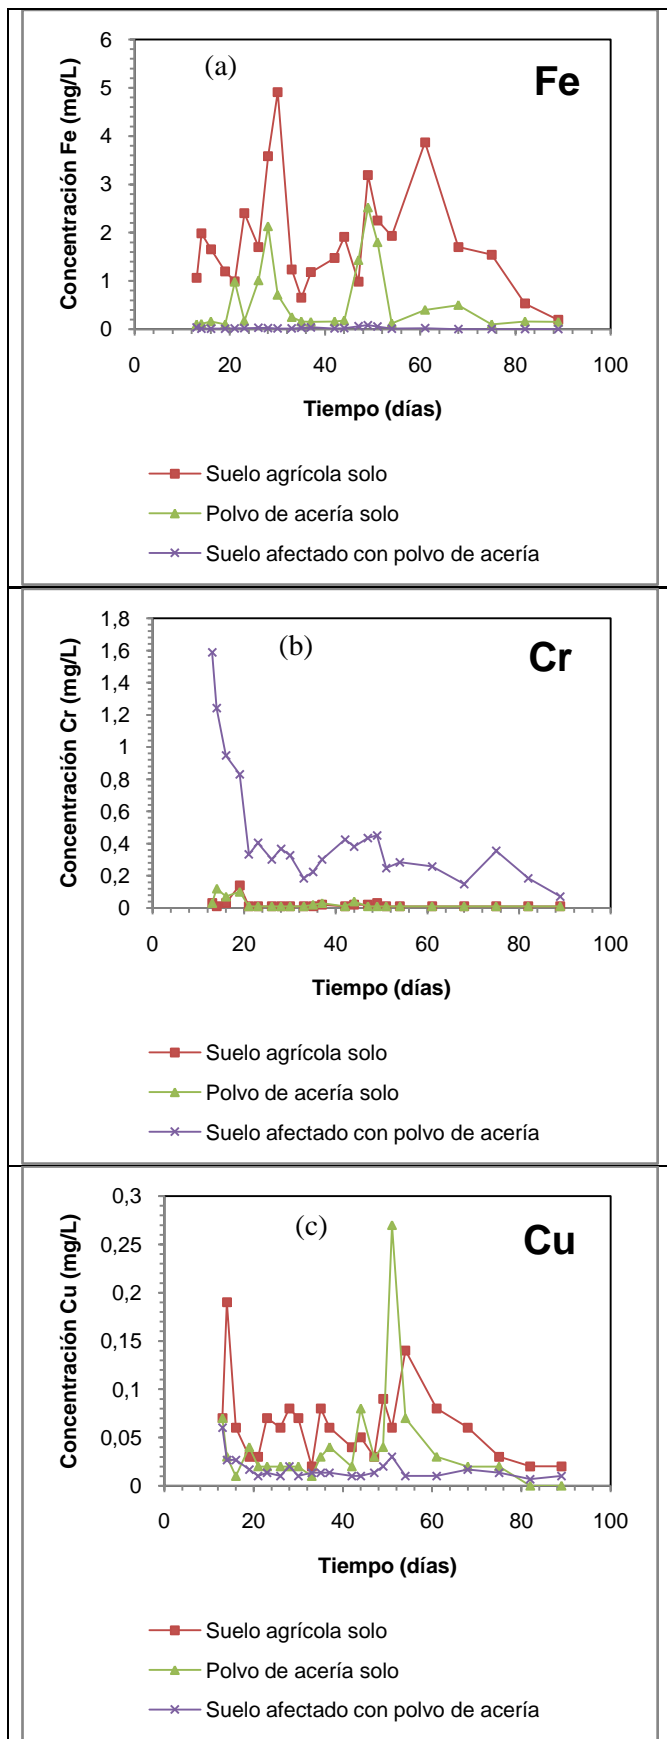 (a)
Fe
Concentración Fe (mg/L)
6
5
4
3
2
1
0
0 20 40 60 80 100
Tiempo (días)
Suelo agrícola solo
Polvo de acería solo
Suelo afectado con polvo de acería
(b)
Cr
Concentración Cr (mg/L)
1,8
1,6
1,4
1,2
1
0,8
0,6
0,4
0,2
0
0 20 40 60 80 100
Tiempo (días)
Suelo agrícola solo
Polvo de acería solo
Suelo afectado con polvo de acería
(c)
Cu
Concentración Cu (mg/L)
0,3
0,25
0,2
0,15
0,1
0,05
0
0 20 40 60 80 100
Tiempo (días)
Suelo agrícola solo
Polvo de acería solo
Suelo afectado con polvo de acería